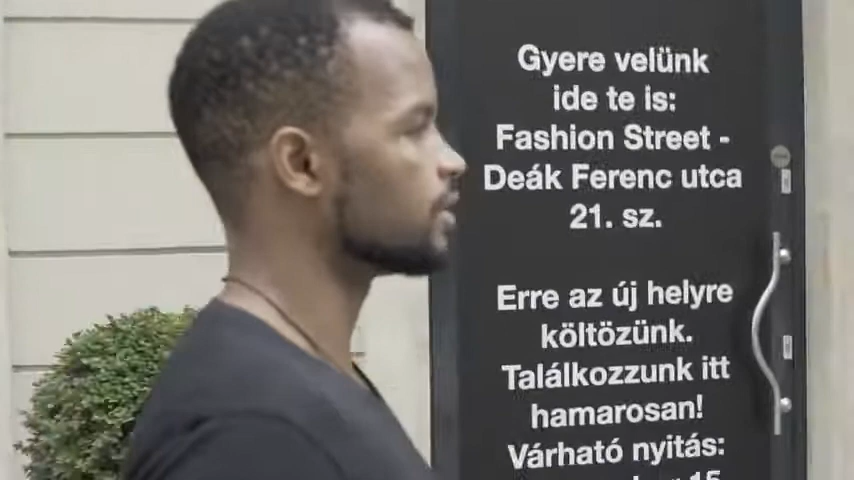 Gyere velünk
ide te is:
Fashion Street -
Deák Ferenc utca
21. sz.
Erre az új helyre
költözünk.
Találkozzunk itt
hamarosan!
Várható nyitás:
15